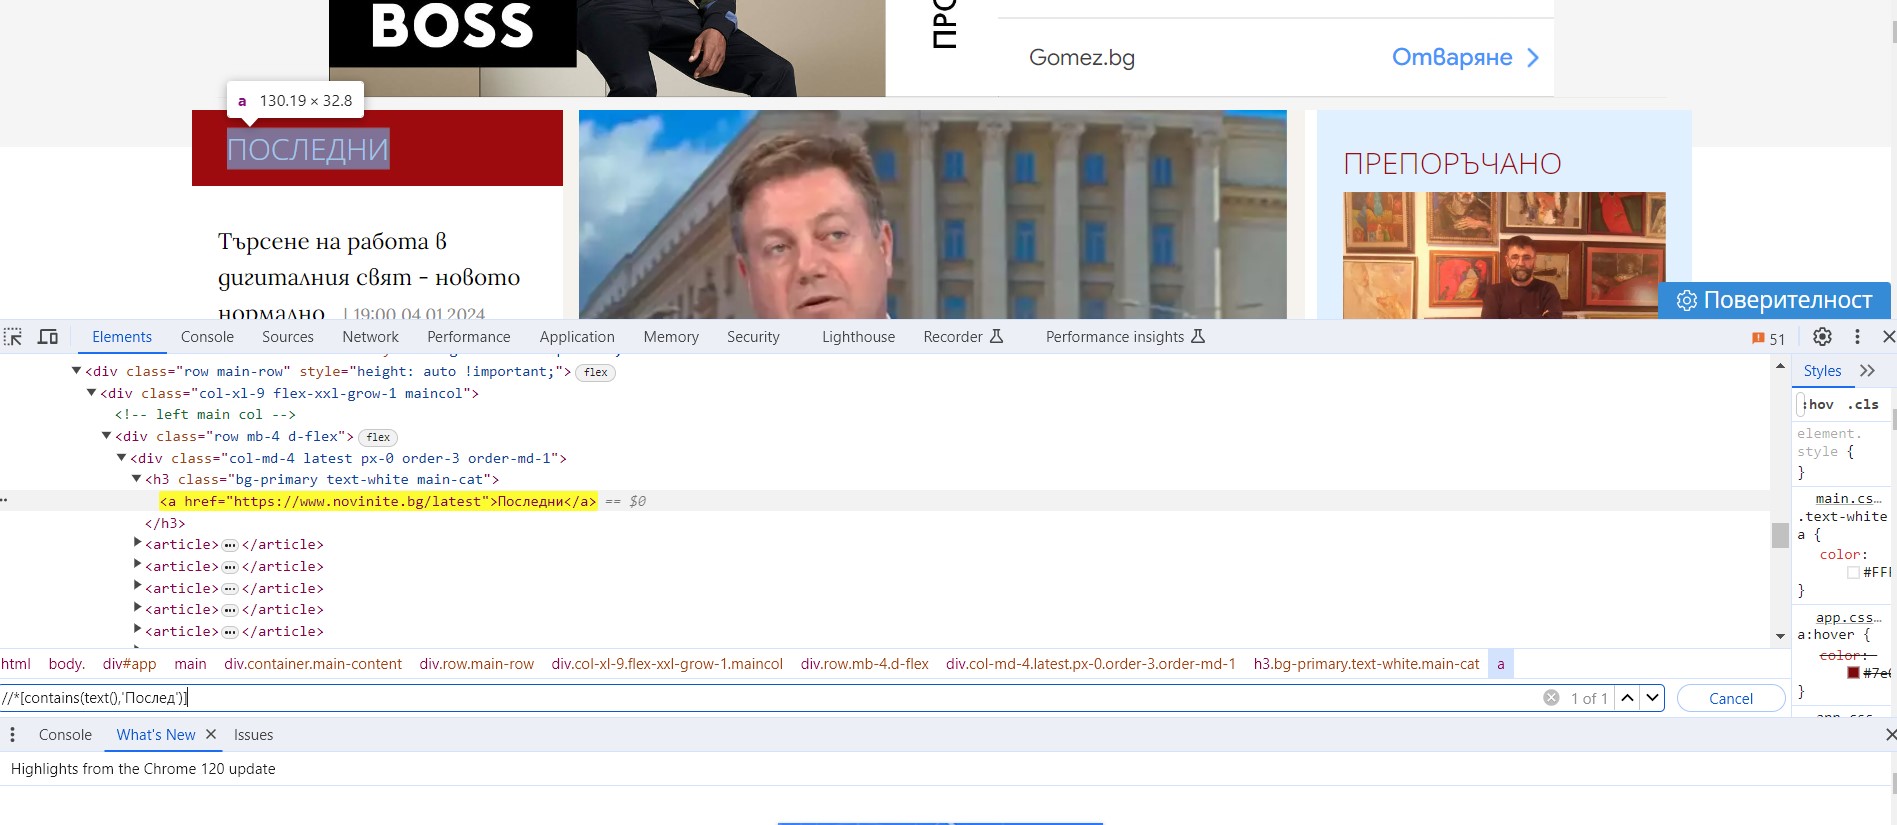 BOSS
ПРО
Gomez.bg
Отваряне
a 130.19 × 32.8
ПОСЛЕДНИ
ПРЕПОРЪЧАНО
Търсене на работа в
дигиталния свят - новото
нормално | 19:00 04.01.2024
Поверителност
Elements Console Sources Network Performance Application Memory Security Lighthouse Recorder Performance insights 51
<div class="row main-row" style="height: auto !important;"> flex
<div class="col-xl-9 flex-xxl-grow-1 maincol">
<!-- left main col -->
<div class="row mb-4 d-flex"> flex
<div class="col-md-4 latest px-0 order-3 order-md-1">
<h3 class="bg-primary text-white main-cat">
<a href="https://www.novinite.bg/latest">Последни</a> == $0
</h3>
<article>…</article>
<article>…</article>
<article>…</article>
<article>…</article>
<article>…</article>
Styles
:hov .cls
element.
style {
}
main.cs…
.text-white
a {
color:
#FFF
}
app.css…
a:hover {
color:
#7e0
}
html body. div#app main div.container.main-content div.row.main-row div.col-xl-9.flex-xxl-grow-1.maincol div.row.mb-4.d-flex div.col-md-4.latest.px-0.order-3.order-md-1 h3.bg-primary.text-white.main-cat a
//*[contains(text(),'Послед')]
1 of 1
Cancel
Console What's New Issues
Highlights from the Chrome 120 update